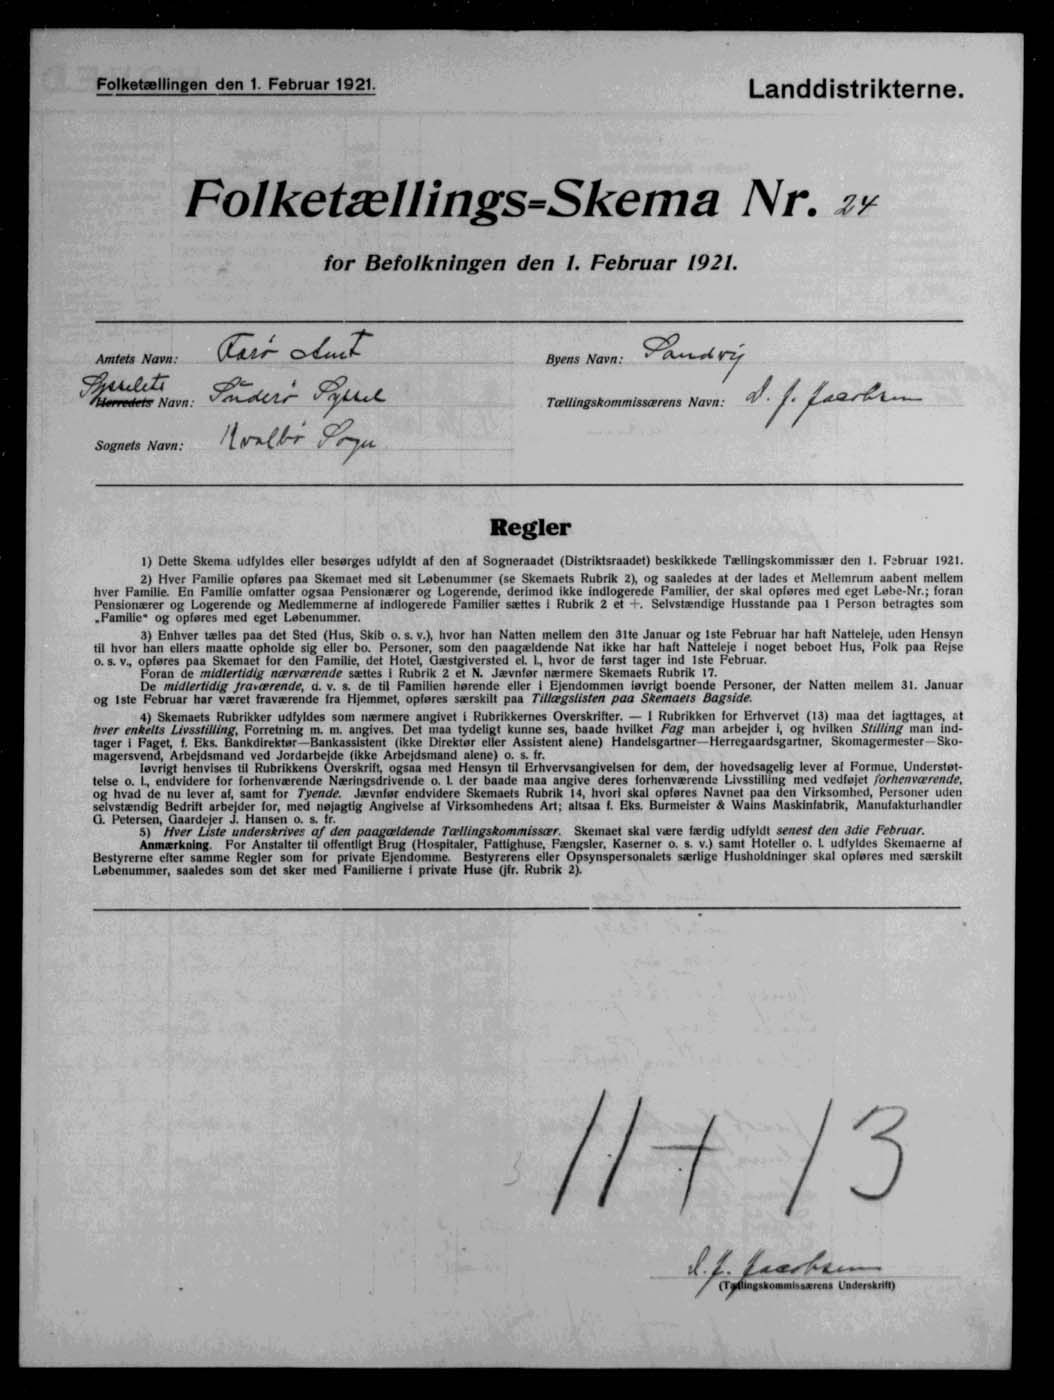 Folketællingen den 1. Februar 1921.
Landdistrikterne.
Folketællings=Skema Nr. 24
for Befolkningen den 1. Februar 1921.
Amtets Navn: Færø Amt
Byens Navn: Sandvig
Sysselets
Herredets Navn: Süderø Syssel
Tællingskommissærens Navn: D. J. Jacobsen
Sognets Navn: Hvalbø Sogn
Regler
1) Dette Skema udfyldes eller besørges udfyldt af den af Sogneraadet (Distriktsraadet) beskikkede Tællingskommissær den 1. Februar 1921.
2) Hver Familie opføres paa Skemaet med sit Løbenummer (se Skemaets Rubrik 2), og saaledes at der lades et Mellemrum aabent mellem
hver Familie. En Familie omfatter ogsaa Pensionærer og Logerende, derimod ikke indlogerede Familier, der skal opføres med eget Løbe-Nr.; foran
Pensionærer og Logerende og Medlemmerne af indlogerede Familier sættes i Rubrik 2 et +. Selvstændige Husstande paa 1 Person betragtes som
„Familie“ og opføres med eget Løbenummer.
3) Enhver tælles paa det Sted (Hus, Skib o. s. v.), hvor han Natten mellem den 31te Januar og 1ste Februar har haft Natteleje, uden Hensyn
til hvor han ellers maatte opholde sig eller bo. Personer, som den paagældende Nat ikke har haft Natteleje i noget beboet Hus, Folk paa Rejse
o. s. v., opføres paa Skemaet for den Familie, det Hotel, Gæstgiversted el. l., hvor de først tager ind 1ste Februar.
Foran de midlertidig nærværende sættes i Rubrik 2 et N. Jævnfør nærmere Skemaets Rubrik 17.
De midlertidig fraværende, d. v. s. de til Familien hørende eller i Ejendommen iøvrigt boende Personer, der Natten mellem 31. Januar
og 1ste Februar har været fraværende fra Hjemmet, opføres særskilt paa Tillægslisten paa Skemaets Bagside.
4) Skemaets Rubrikker udfyldes som nærmere angivet i Rubrikkernes Overskrifter. — I Rubrikken for Erhvervet (13) maa det iagttages, at
hver enkelts Livsstilling, Forretning m. m. angives. Det maa tydeligt kunne ses, baade hvilket Fag man arbejder i, og hvilken Stilling man ind-
tager i Faget, f. Eks. Bankdirektør—Bankassistent (ikke Direktør eller Assistent alene) Handelsgartner—Herregaardsgartner, Skomagermester—Sko-
magersvend, Arbejdsmand ved Jordarbejde (ikke Arbejdsmand alene) o. s. fr.
Iøvrigt henvises til Rubrikkens Overskrift, ogsaa med Hensyn til Erhvervsangivelsen for dem, der hovedsagelig lever af Formue, Understøt-
telse o. l., endvidere for forhenværende Næringsdrivende o. l. der baade maa angive deres forhenværende Livsstilling med vedføjet forhenværende,
og hvad de nu lever af, samt for Tyende. Jævnfør endvidere Skemaets Rubrik 14, hvori skal opføres Navnet paa den Virksomhed, Personer uden
selvstændig Bedrift arbejder for, med nøjagtig Angivelse af Virksomhedens Art; altsaa f. Eks. Burmeister & Wains Maskinfabrik, Manufakturhandler
G. Petersen, Gaardejer J. Hansen o. s. fr.
5) Hver Liste underskrives af den paagældende Tællingskommissær. Skemaet skal være færdig udfyldt senest den 3die Februar.
Anmærkning. For Anstalter til offentligt Brug (Hospitaler, Fattighuse, Fængsler, Kaserner o. s. v.) samt Hoteller o. l. udfyldes Skemaerne af
Bestyrerne efter samme Regler som for private Ejendomme. Bestyrerens eller Opsynspersonalets særlige Husholdninger skal opføres med særskilt
Løbenummer, saaledes som det sker med Familierne i private Huse (jfr. Rubrik 2).
11 + 13
D. J. Jacobsen
(Tællingskommissærens Underskrift)